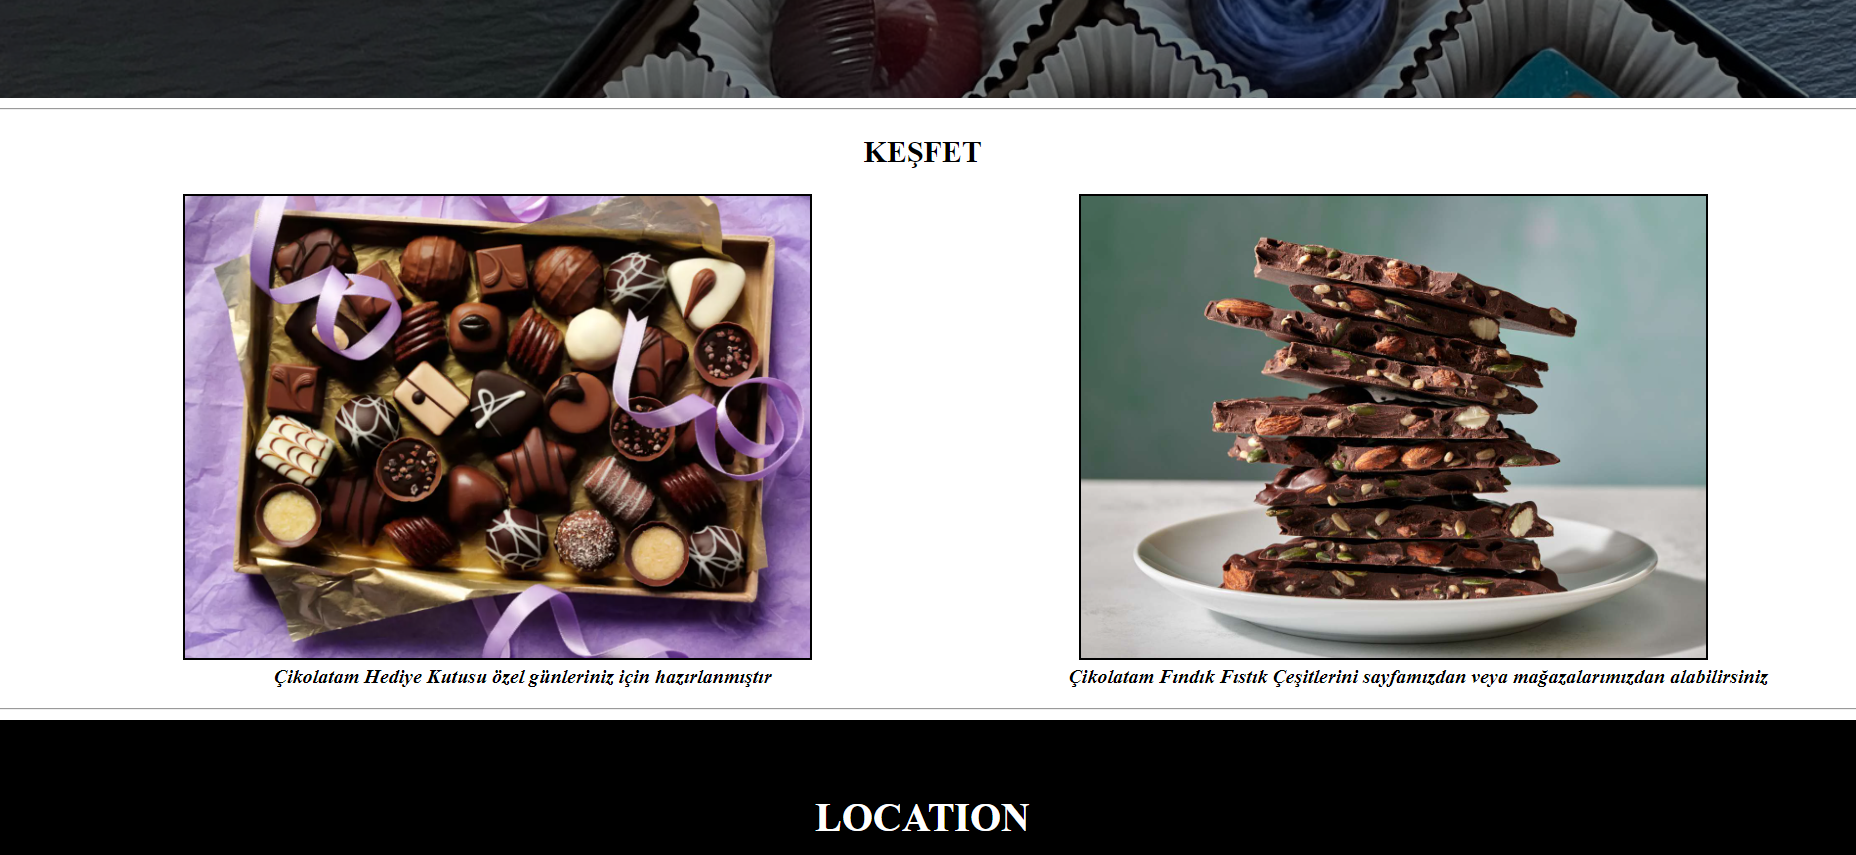 KEŞFET
Çikolatam Hediye Kutusu özel günleriniz için hazırlanmıştır
Çikolatam Fındık Fıstık Çeşitlerini sayfamızdan veya mağazalarımızdan alabilirsiniz
LOCATION